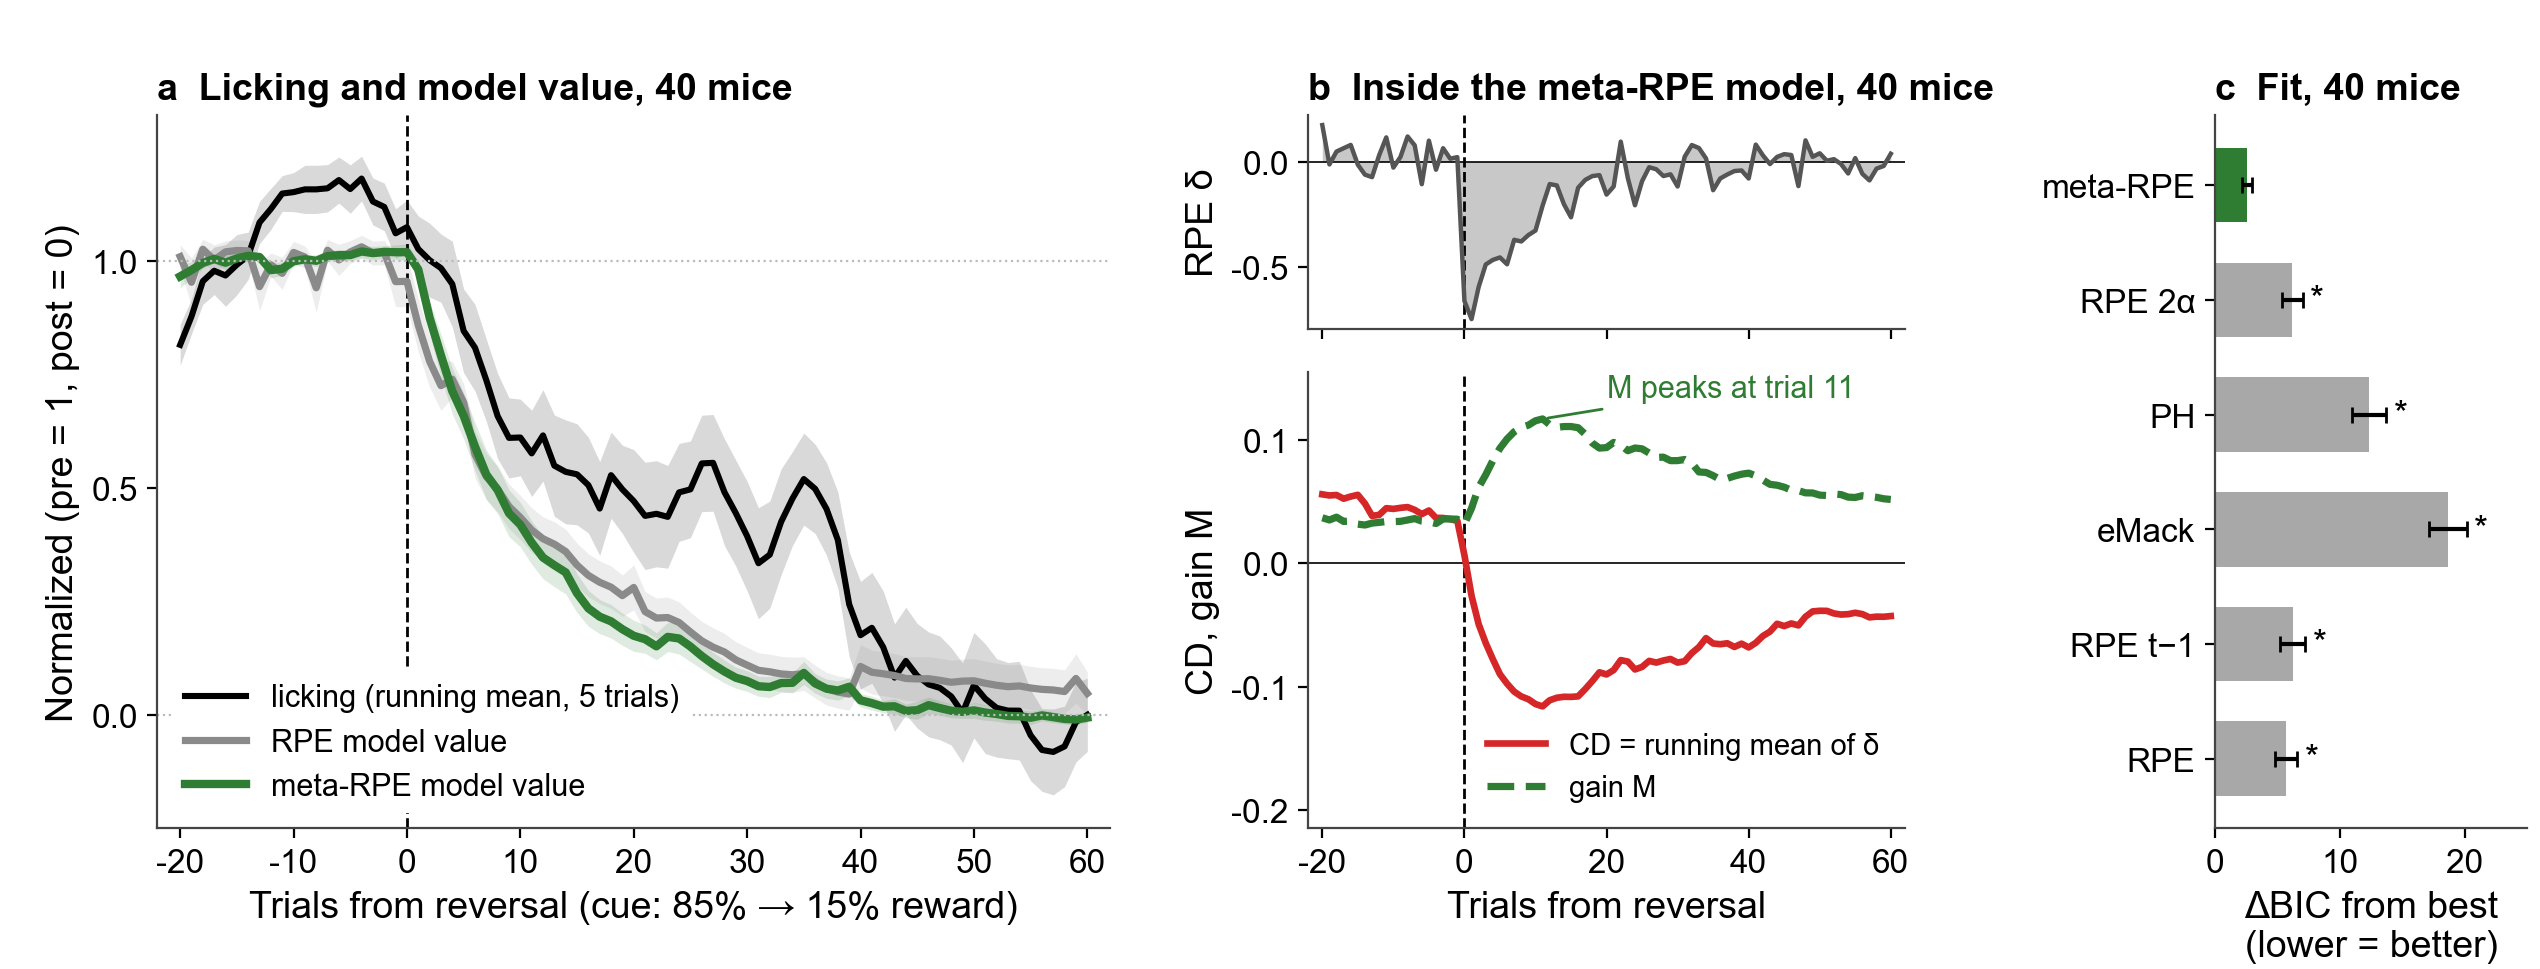 a Licking and model value, 40 mice
Normalized (pre = 1, post = 0)
1.0
0.5
0.0
licking (running mean, 5 trials)
RPE model value
meta-RPE model value
-20 -10 0 10 20 30 40 50 60
Trials from reversal (cue: 85% → 15% reward)
b Inside the meta-RPE model, 40 mice
RPE δ
0.0
-0.5
M peaks at trial 11
CD, gain M
0.1
0.0
-0.1
-0.2
CD = running mean of δ
gain M
-20 0 20 40 60
Trials from reversal
c Fit, 40 mice
meta-RPE
RPE 2α *
PH *
eMack *
RPE t−1 *
RPE *
0 10 20
ΔBIC from best
(lower = better)